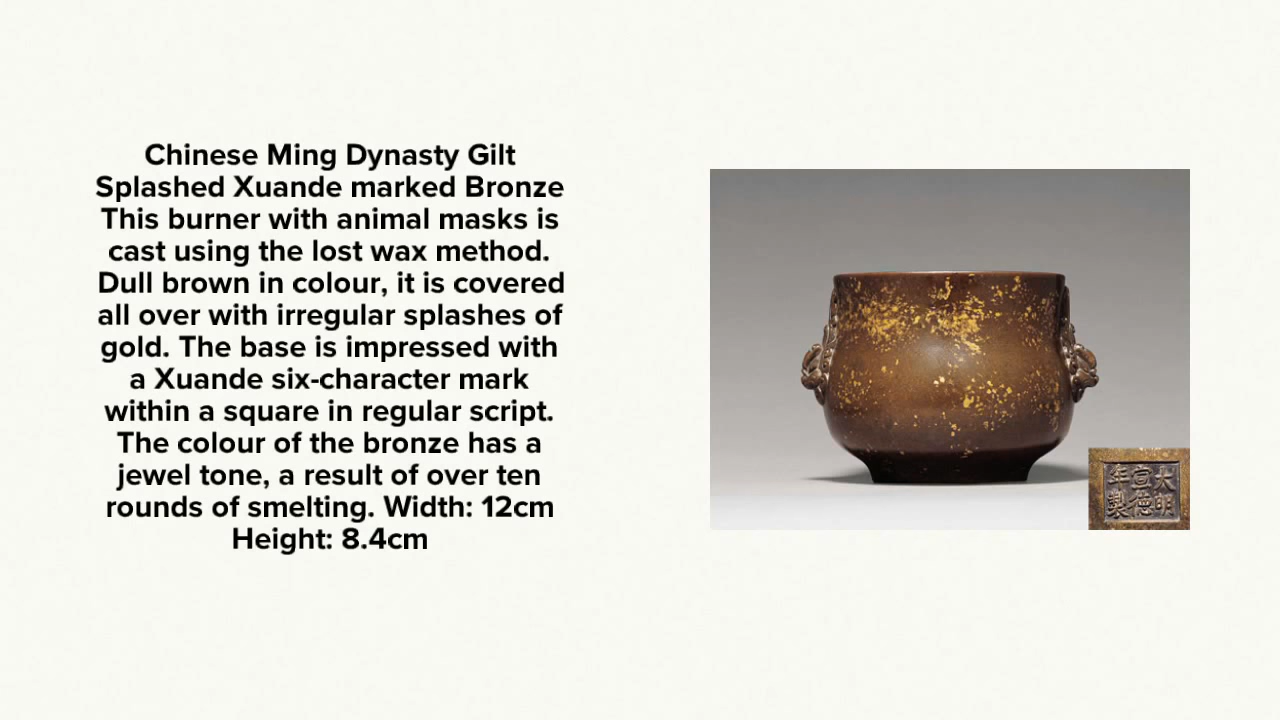 Chinese Ming Dynasty Gilt
Splashed Xuande marked Bronze
This burner with animal masks is
cast using the lost wax method.
Dull brown in colour, it is covered
all over with irregular splashes of
gold. The base is impressed with
a Xuande six-character mark
within a square in regular script.
The colour of the bronze has a
jewel tone, a result of over ten
rounds of smelting. Width: 12cm
Height: 8.4cm
大明
宣德
年製